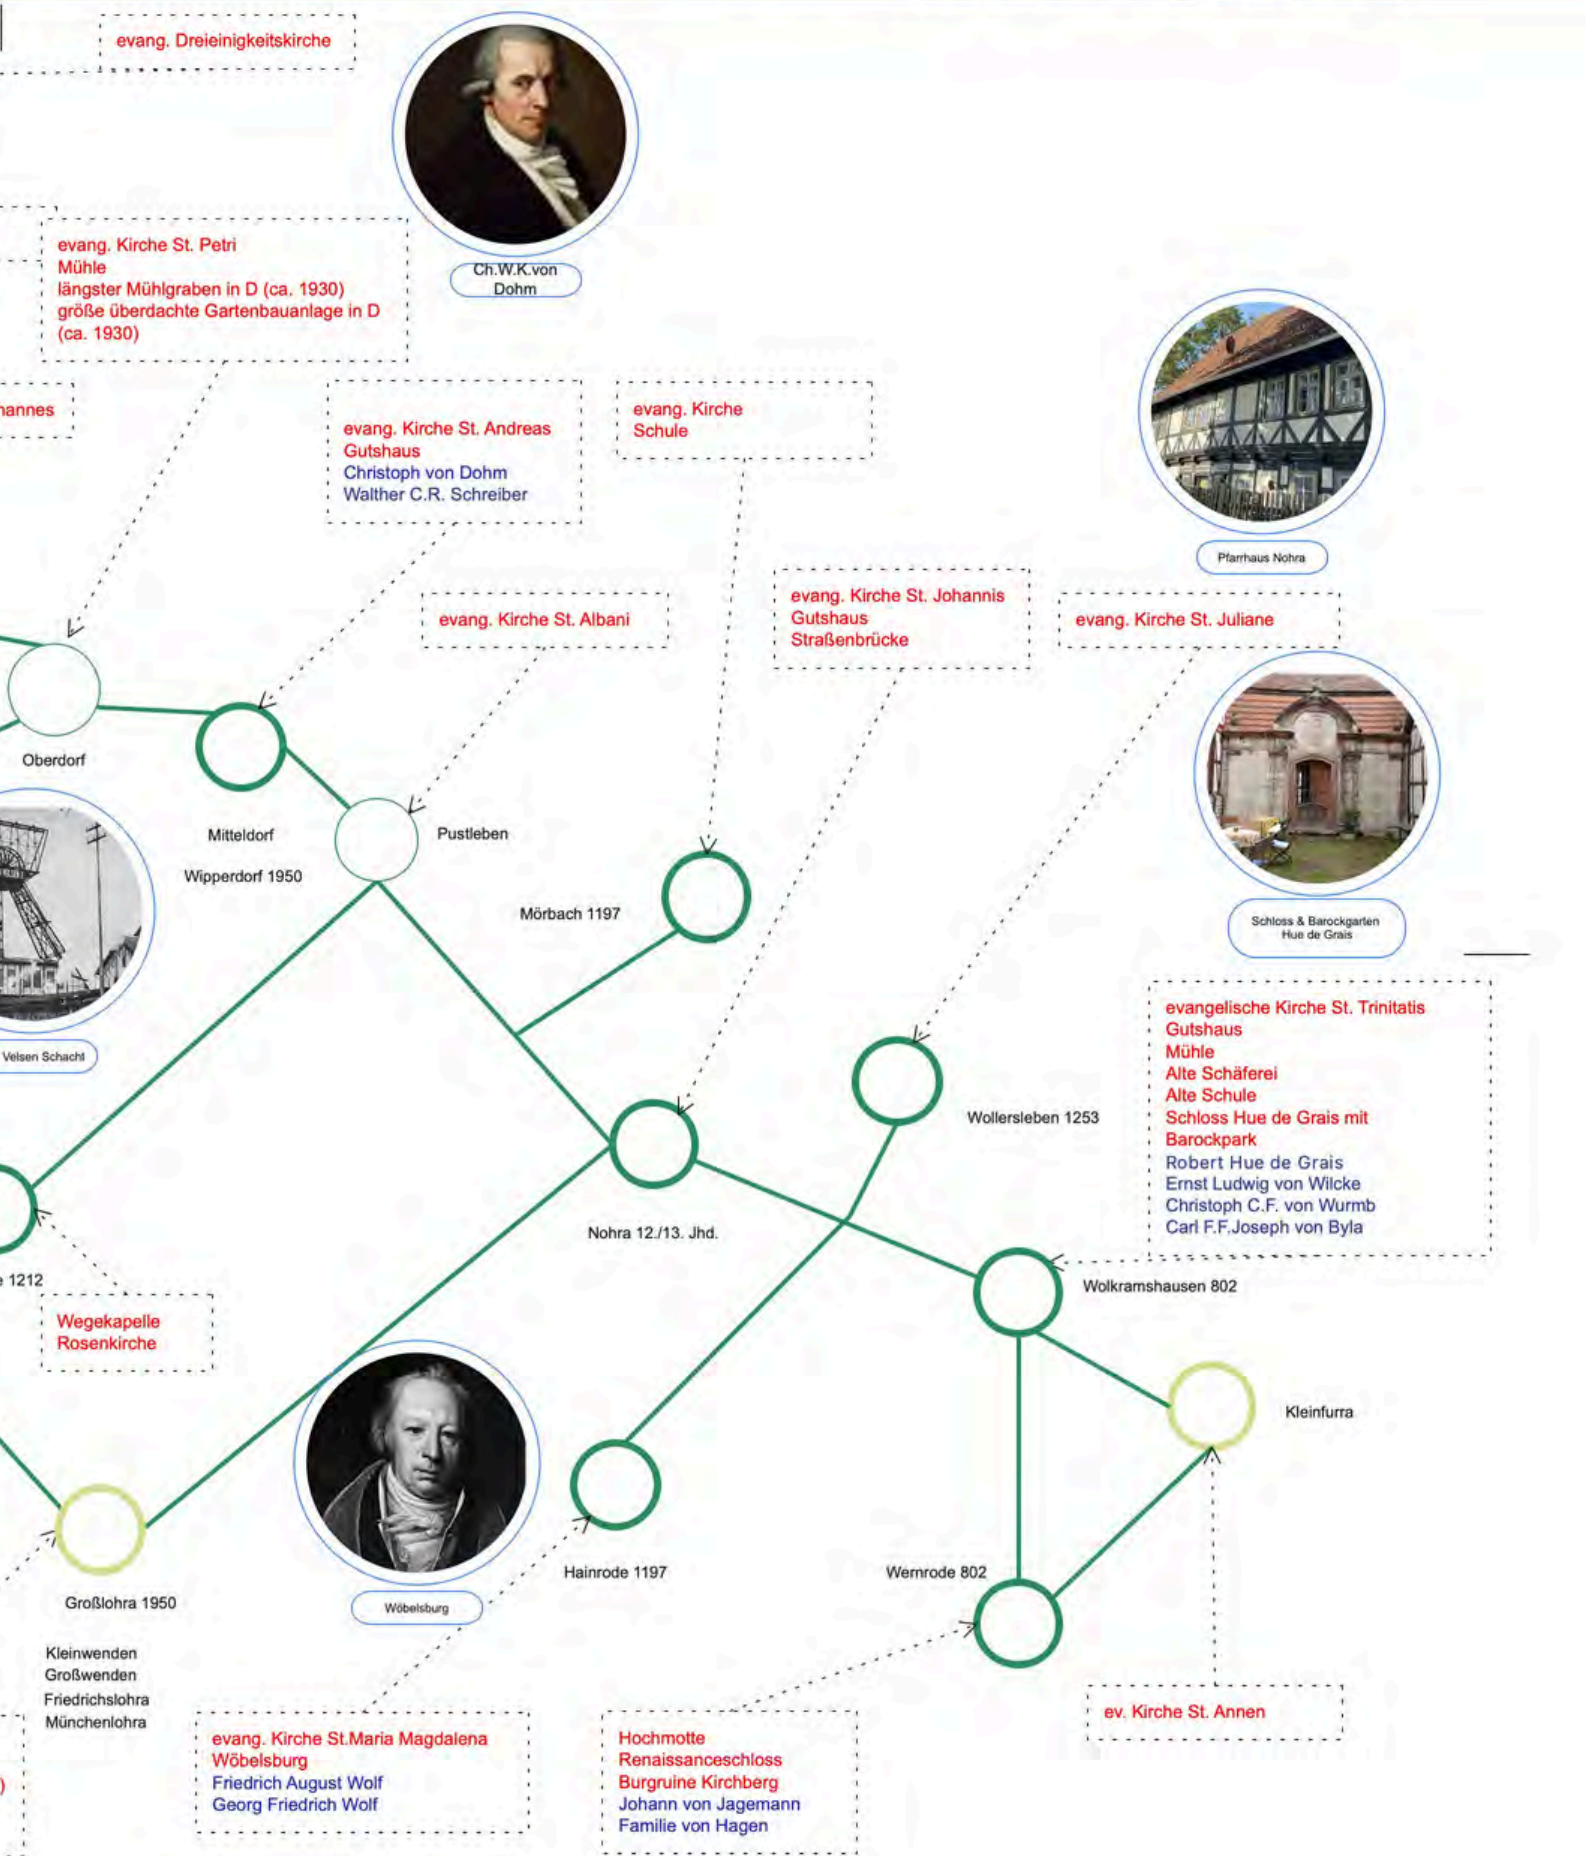 evang. Dreieinigkeitskirche
Ch.W.K.von
Dohm
evang. Kirche St. Petri
Mühle
längster Mühlgraben in D (ca. 1930)
größe überdachte Gartenbauanlage in D
(ca. 1930)
hannes
evang. Kirche St. Andreas
Gutshaus
Christoph von Dohm
Walther C.R. Schreiber
evang. Kirche
Schule
Pfarrhaus Nohra
evang. Kirche St. Albani
evang. Kirche St. Johannis
Gutshaus
Straßenbrücke
evang. Kirche St. Juliane
Oberdorf
Mitteldorf
Wipperdorf 1950
Pustleben
Mörbach 1197
Schloss & Barockgarten
Hue de Grais
Velsen Schacht
evangelische Kirche St. Trinitatis
Gutshaus
Mühle
Alte Schäferei
Alte Schule
Schloss Hue de Grais mit
Barockpark
Robert Hue de Grais
Ernst Ludwig von Wilcke
Christoph C.F. von Wurmb
Carl F.F.Joseph von Byla
Wollersleben 1253
Nohra 12./13. Jhd.
e 1212
Wegekapelle
Rosenkirche
Wolkramshausen 802
Kleinfurra
Großlohra 1950
Kleinwenden
Großwenden
Friedrichslohra
Münchenlohra
Wöbelsburg
Hainrode 1197
Wernrode 802
evang. Kirche St.Maria Magdalena
Wöbelsburg
Friedrich August Wolf
Georg Friedrich Wolf
Hochmotte
Renaissanceschloss
Burgruine Kirchberg
Johann von Jagemann
Familie von Hagen
ev. Kirche St. Annen
)